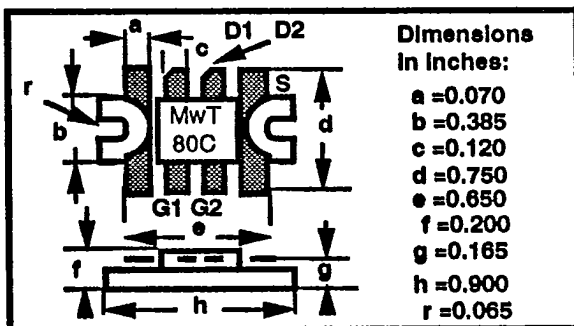 a
c
D1 D2
r
b
MwT
80C
S
d
G1 G2
e
f
g
h
Dimensions
in inches:
a =0.070
b =0.385
c =0.120
d =0.750
e =0.650
f =0.200
g =0.165
h =0.900
r =0.065